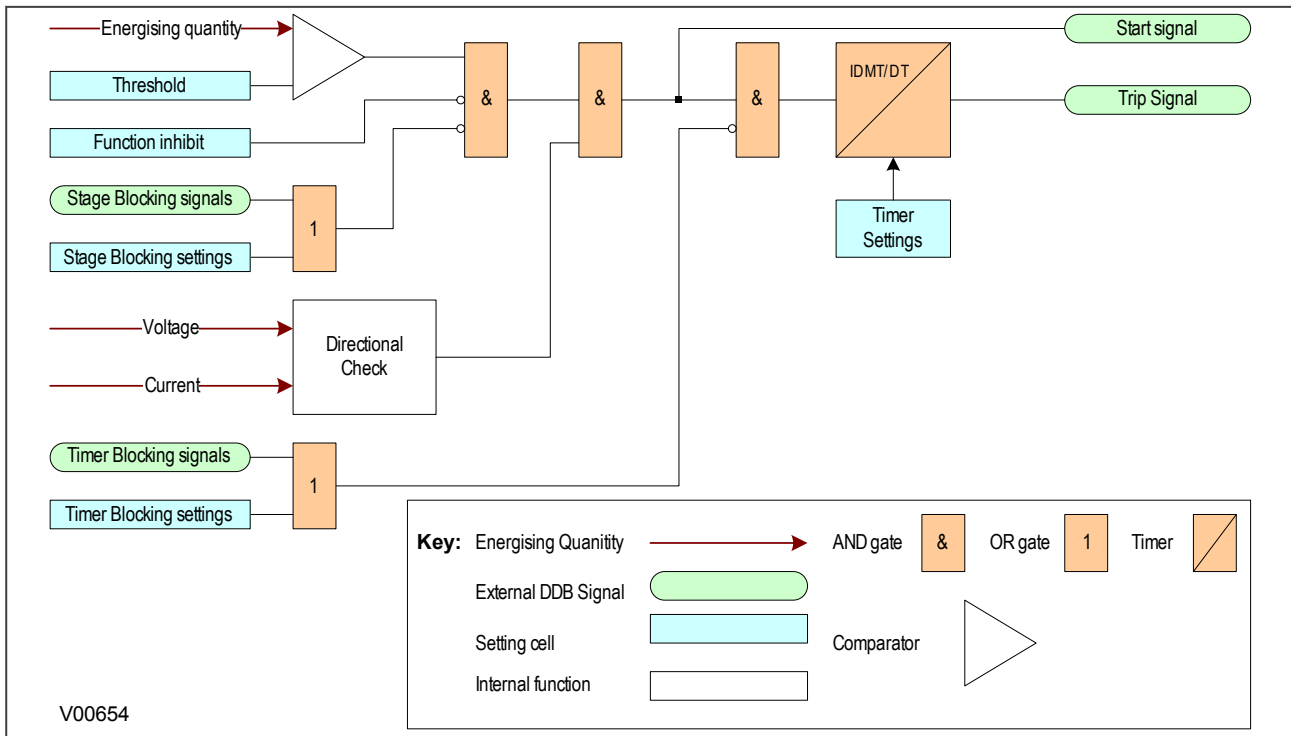 Energising quantity
Start signal
IDMT/DT
Threshold
&
&
&
Trip Signal
Function inhibit
Stage Blocking signals
1
Timer
Settings
Stage Blocking settings
Voltage
Directional
Check
Current
Timer Blocking signals
1
Timer Blocking settings
Key: Energising Quanitity
AND gate
&
OR gate
1
Timer
External DDB Signal
Setting cell
Comparator
Internal function
V00654